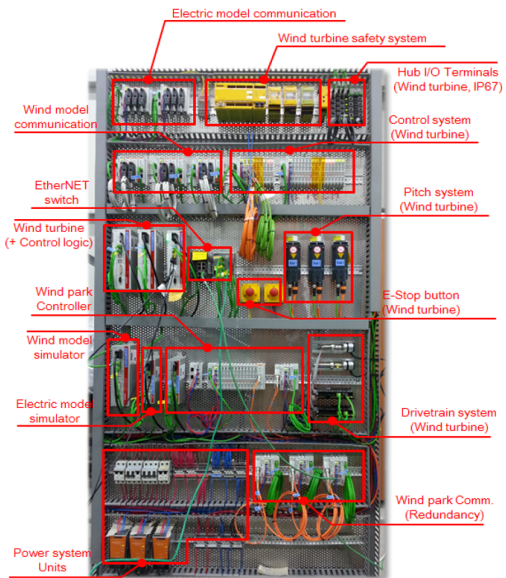 Electric model communication
Wind turbine safety system
Hub I/O Terminals
(Wind turbine, IP67)
Wind model
communication
Control system
(Wind turbine)
EtherNET
switch
Pitch system
(Wind turbine)
Wind turbine
(+ Control logic)
E-Stop button
(Wind turbine)
Wind park
Controller
Wind model
simulator
Electric model
simulator
Drivetrain system
(Wind turbine)
Wind park Comm.
(Redundancy)
Power system
Units